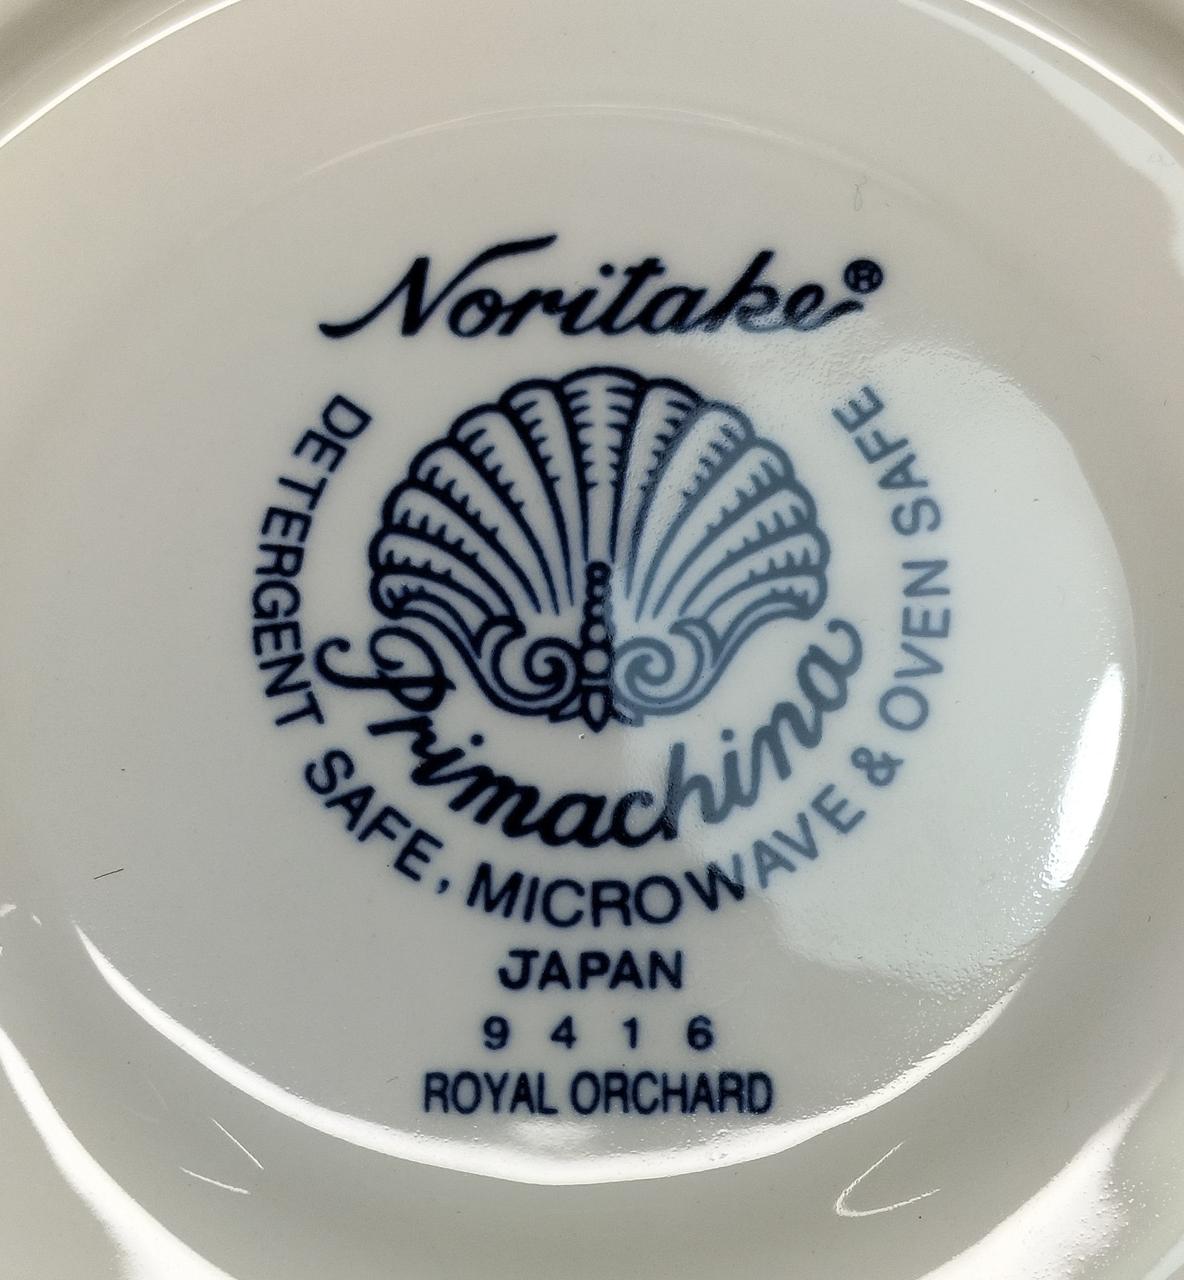 Noritake®
Primachina
DETERGENT SAFE, MICROWAVE & OVEN SAFE
JAPAN
9416
ROYAL ORCHARD